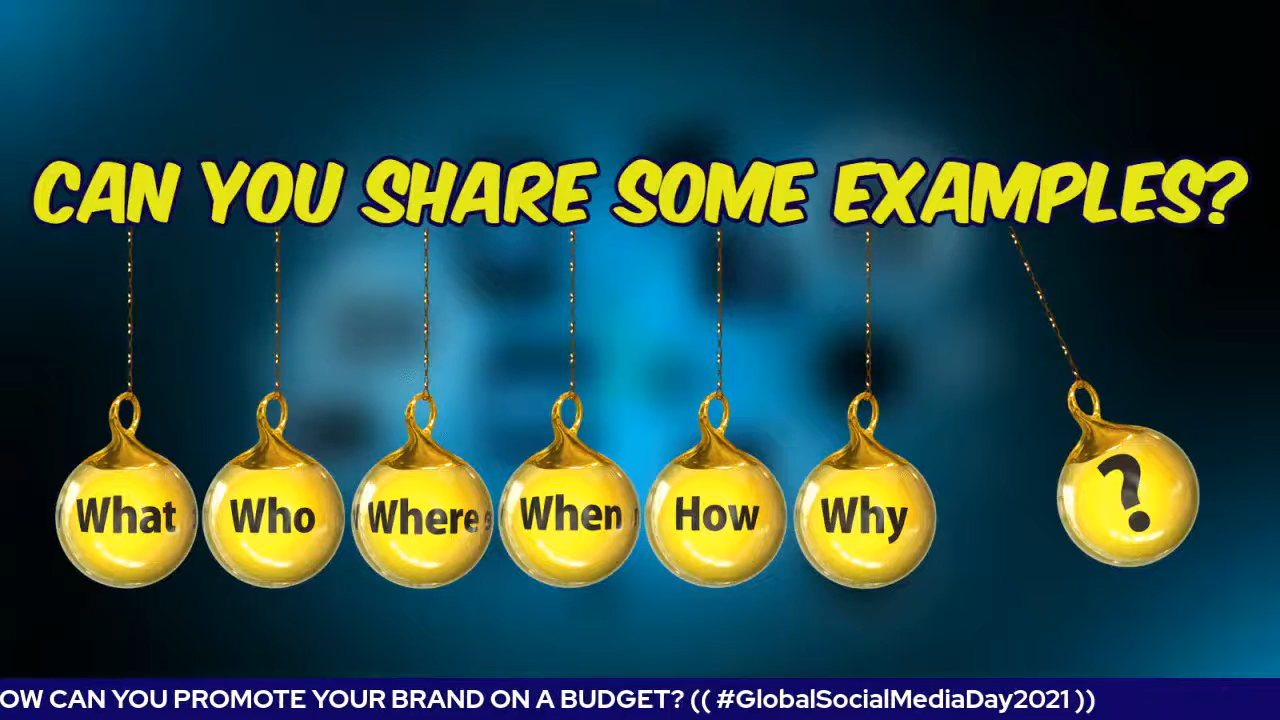 CAN YOU SHARE SOME EXAMPLES?
What Who Where When How Why ?
OW CAN YOU PROMOTE YOUR BRAND ON A BUDGET? (( #GlobalSocialMediaDay2021 ))